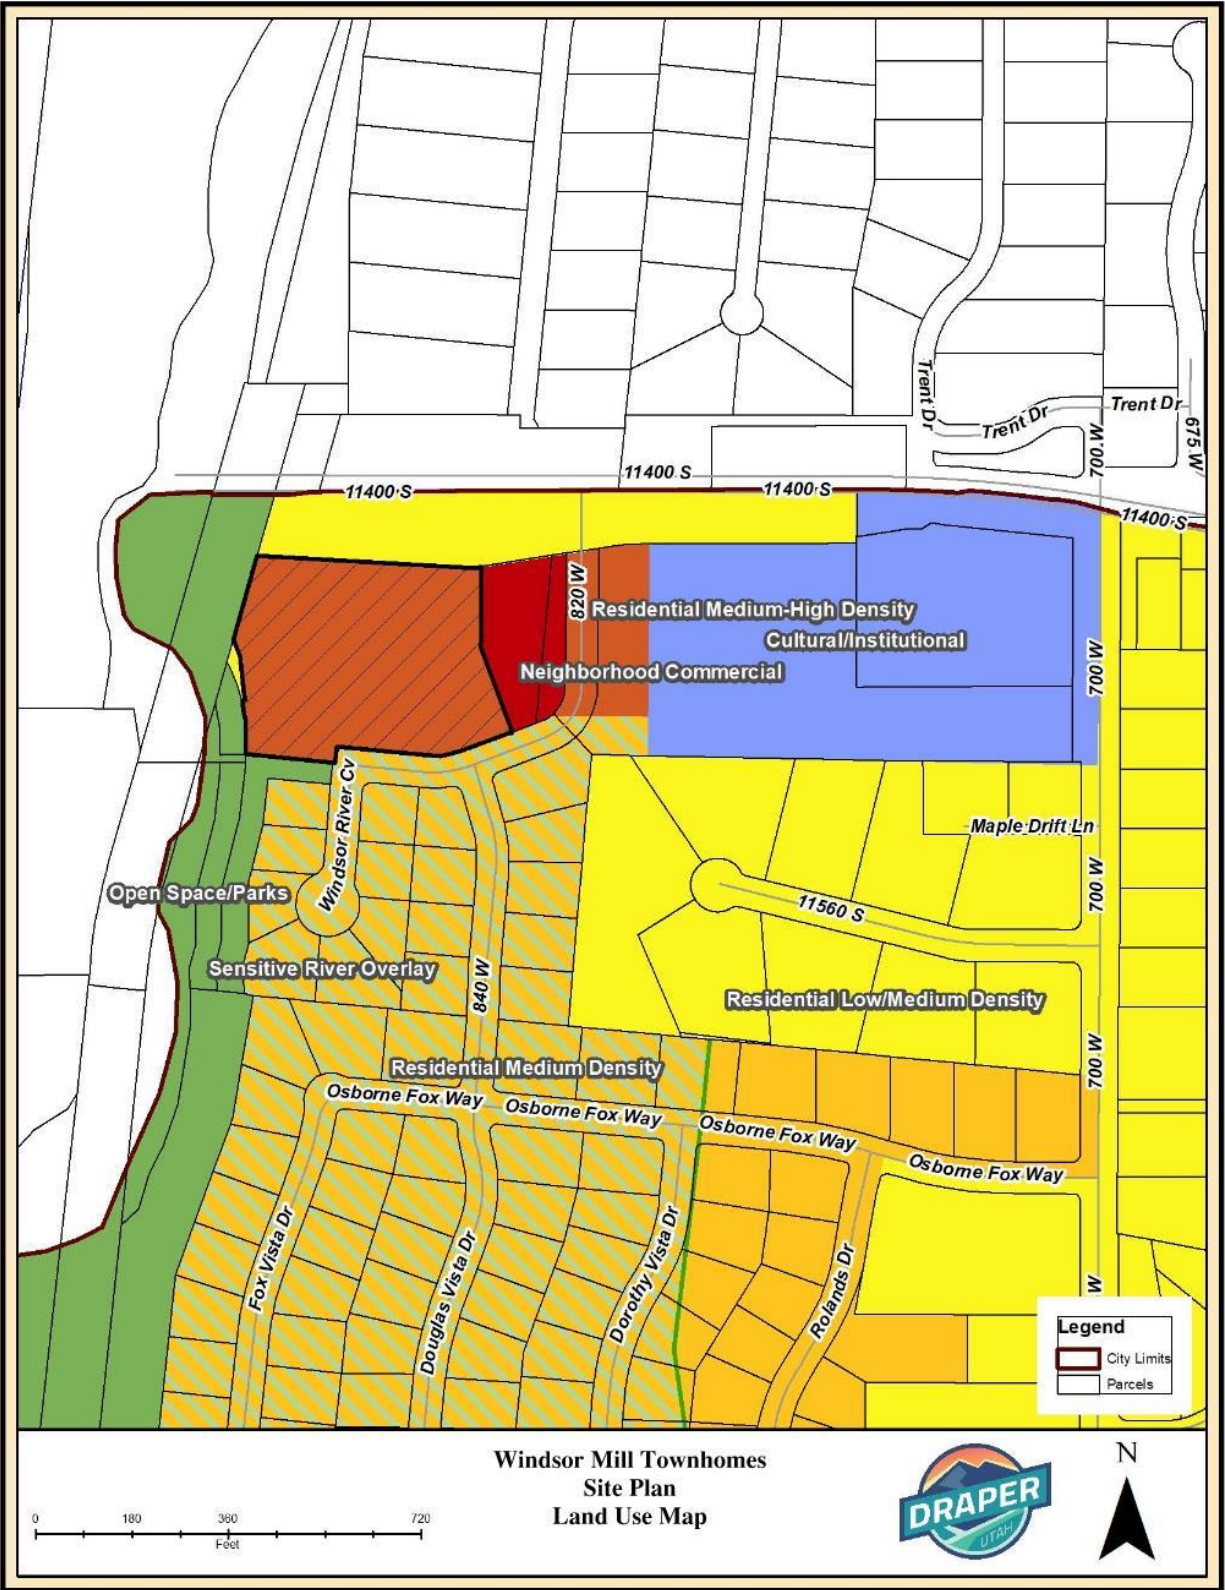 Trent Dr
Trent Dr
Trent Dr
700 W
675 W
11400 S
11400 S
11400 S
11400 S
820 W
Residential Medium-High Density
Cultural/Institutional
Neighborhood Commercial
700 W
Windsor River Cv
Maple Drift Ln
700 W
Open Space/Parks
11560 S
Sensitive River Overlay
840 W
Residential Low/Medium Density
700 W
Residential Medium Density
Osborne Fox Way
Osborne Fox Way
Osborne Fox Way
Osborne Fox Way
Fox Vista Dr
Douglas Vista Dr
Dorothy Vista Dr
Rolands Dr
W
Legend
City Limits
Parcels
Windsor Mill Townhomes
Site Plan
Land Use Map
0 180 360 720
Feet
DRAPER
UTAH
N